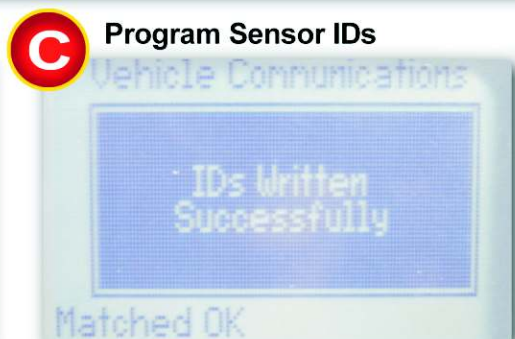 C
Program Sensor IDs
Vehicle Communications
IDs Written
Successfully
Matched OK